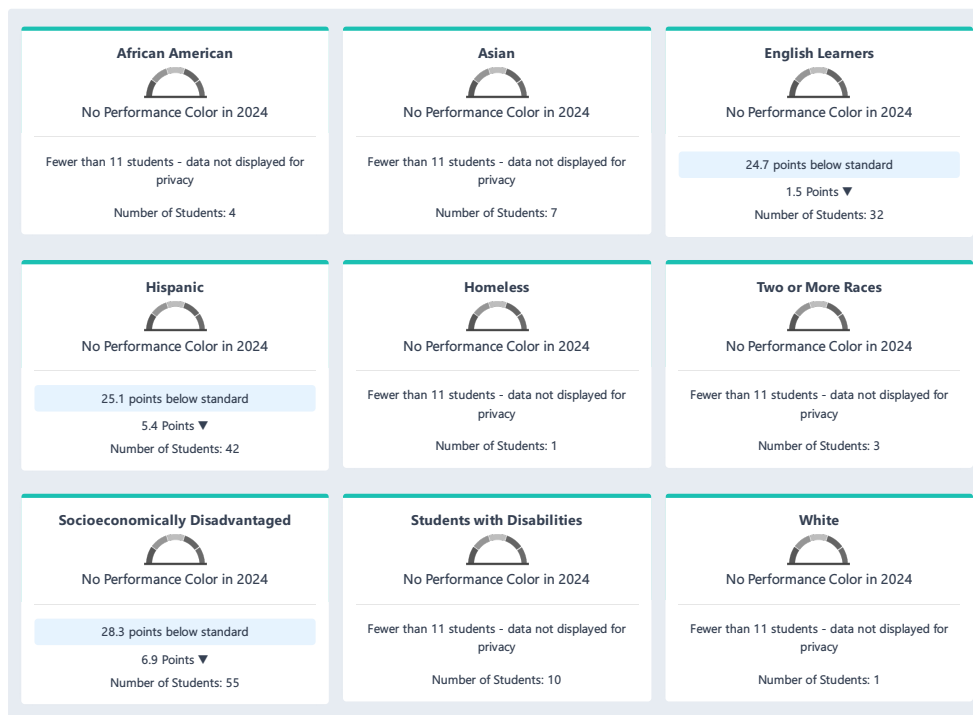 African American
No Performance Color in 2024
Fewer than 11 students - data not displayed for
privacy
Number of Students: 4
Asian
No Performance Color in 2024
Fewer than 11 students - data not displayed for
privacy
Number of Students: 7
English Learners
No Performance Color in 2024
24.7 points below standard
1.5 Points ▼
Number of Students: 32
Hispanic
No Performance Color in 2024
25.1 points below standard
5.4 Points ▼
Number of Students: 42
Homeless
No Performance Color in 2024
Fewer than 11 students - data not displayed for
privacy
Number of Students: 1
Two or More Races
No Performance Color in 2024
Fewer than 11 students - data not displayed for
privacy
Number of Students: 3
Socioeconomically Disadvantaged
No Performance Color in 2024
28.3 points below standard
6.9 Points ▼
Number of Students: 55
Students with Disabilities
No Performance Color in 2024
Fewer than 11 students - data not displayed for
privacy
Number of Students: 10
White
No Performance Color in 2024
Fewer than 11 students - data not displayed for
privacy
Number of Students: 1